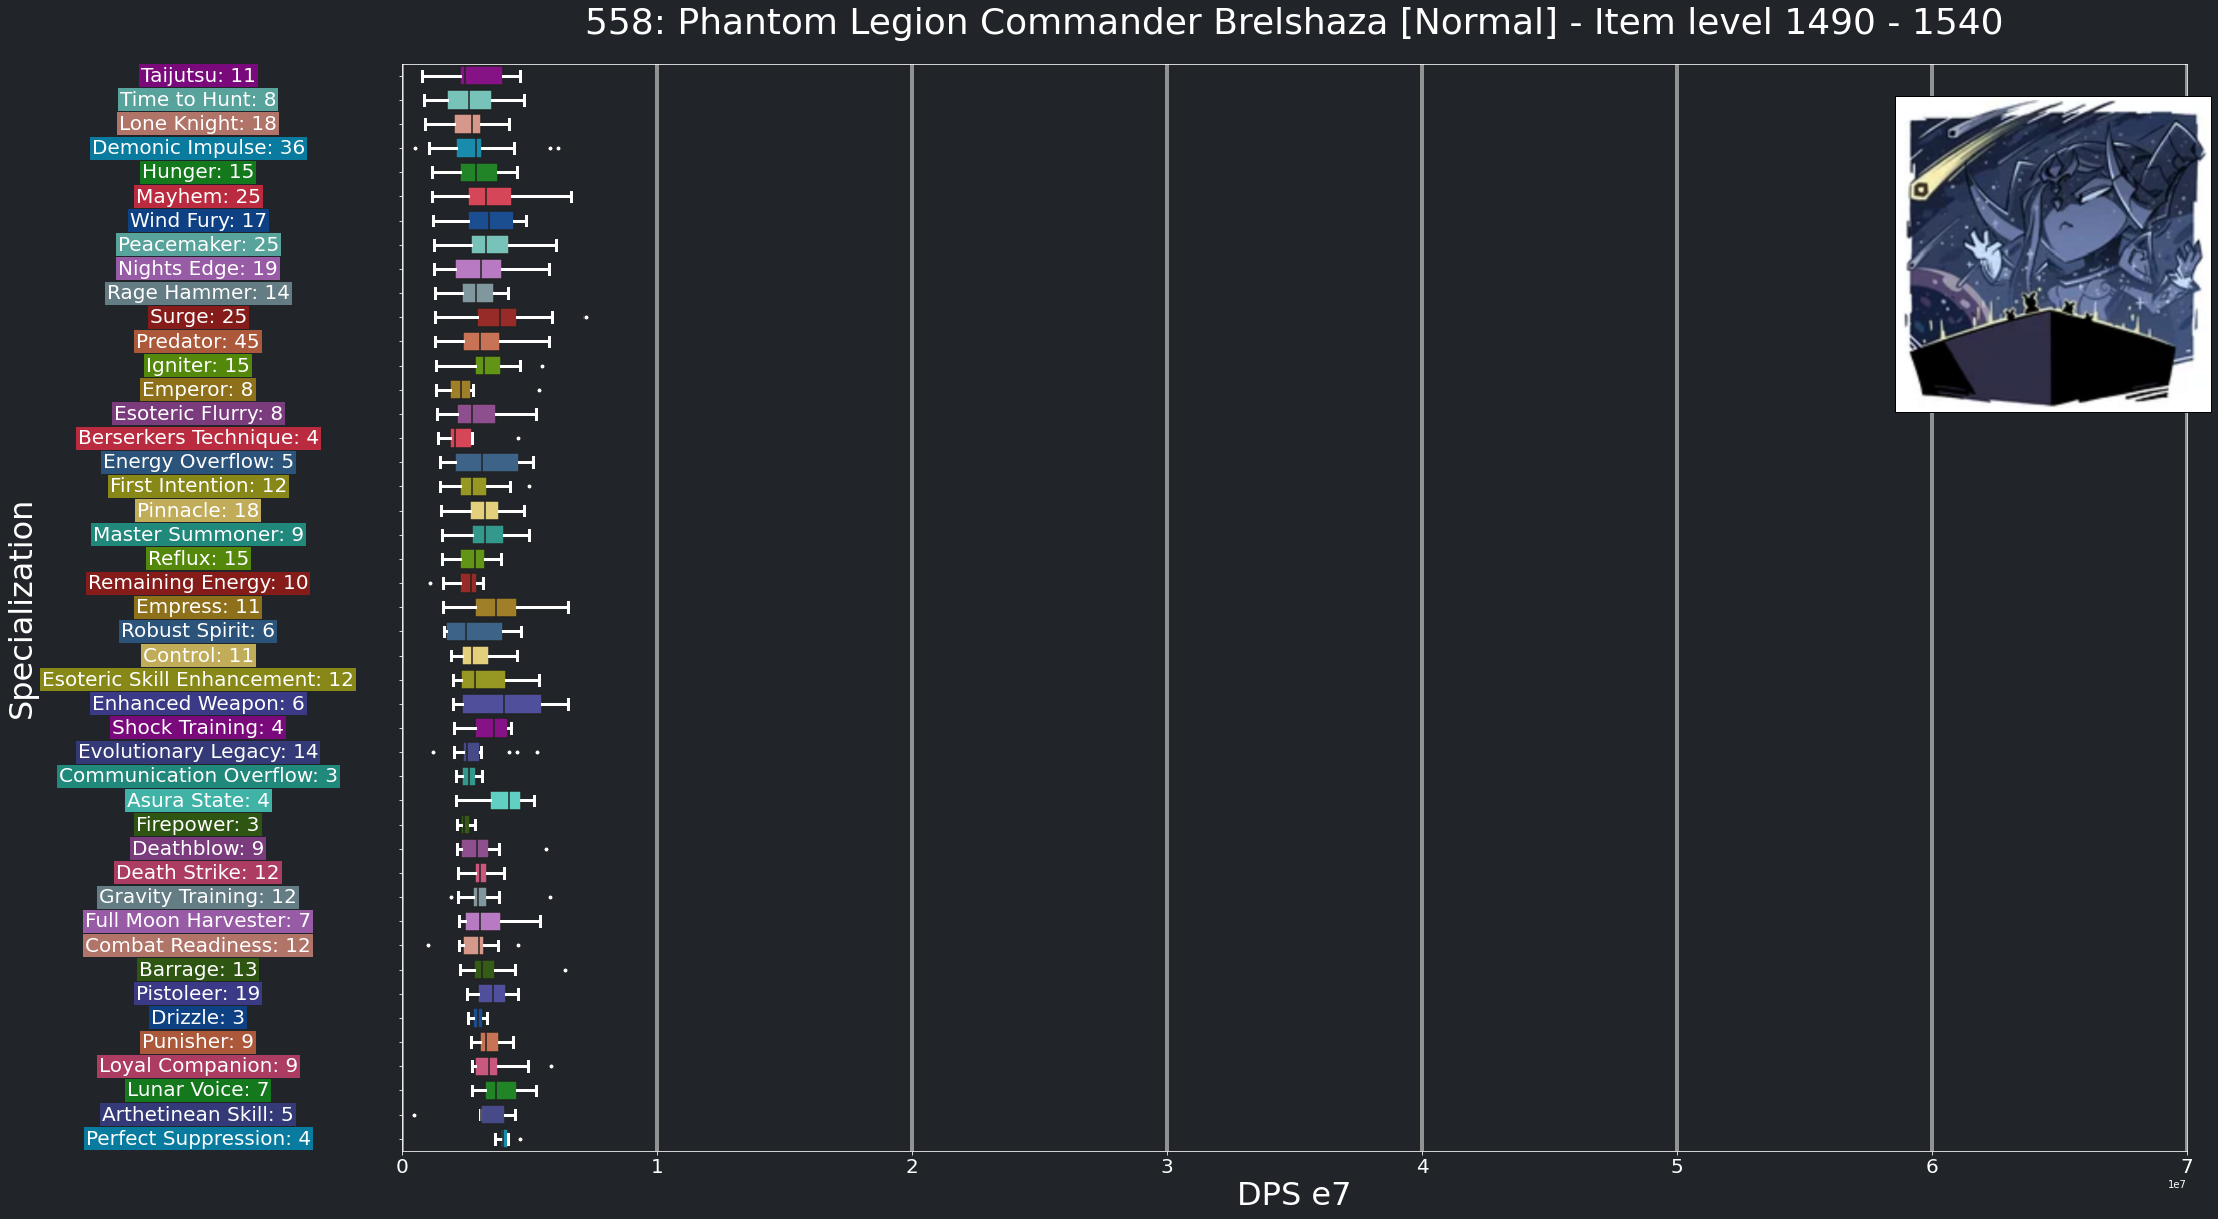 558: Phantom Legion Commander Brelshaza [Normal] - Item level 1490 - 1540
Specialization
Taijutsu: 11
Time to Hunt: 8
Lone Knight: 18
Demonic Impulse: 36
Hunger: 15
Mayhem: 25
Wind Fury: 17
Peacemaker: 25
Nights Edge: 19
Rage Hammer: 14
Surge: 25
Predator: 45
Igniter: 15
Emperor: 8
Esoteric Flurry: 8
Berserkers Technique: 4
Energy Overflow: 5
First Intention: 12
Pinnacle: 18
Master Summoner: 9
Reflux: 15
Remaining Energy: 10
Empress: 11
Robust Spirit: 6
Control: 11
Esoteric Skill Enhancement: 12
Enhanced Weapon: 6
Shock Training: 4
Evolutionary Legacy: 14
Communication Overflow: 3
Asura State: 4
Firepower: 3
Deathblow: 9
Death Strike: 12
Gravity Training: 12
Full Moon Harvester: 7
Combat Readiness: 12
Barrage: 13
Pistoleer: 19
Drizzle: 3
Punisher: 9
Loyal Companion: 9
Lunar Voice: 7
Arthetinean Skill: 5
Perfect Suppression: 4
0 1 2 3 4 5 6 7
1e7
DPS e7